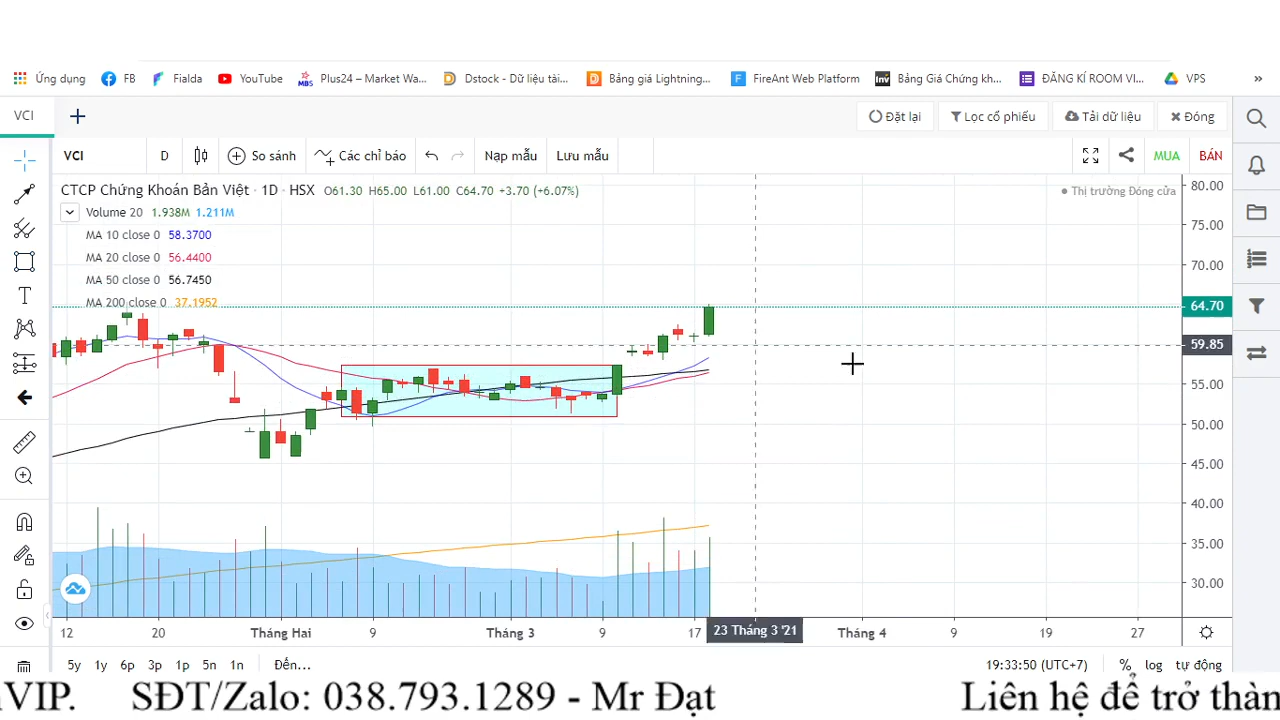 Ứng dụng FB Fialda YouTube MBS Plus24 – Market Wa... Dstock - Dữ liệu tài... Bảng giá Lightning... FireAnt Web Platform Inv Bảng Giá Chứng kh... ĐĂNG KÍ ROOM VI... VPS »
VCI + Đặt lại Lọc cổ phiếu Tải dữ liệu Đóng
VCI D So sánh Các chỉ báo Nạp mẫu Lưu mẫu MUA BÁN
CTCP Chứng Khoán Bản Việt · 1D · HSX O61.30 H65.00 L61.00 C64.70 +3.70 (+6.07%) Thị trường Đóng cửa
Volume 20 1.938M 1.211M
MA 10 close 0 58.3700
MA 20 close 0 56.4400
MA 50 close 0 56.7450
MA 200 close 0 37.1952
80.00
75.00
70.00
64.70
59.85
55.00
50.00
45.00
40.00
35.00
30.00
12 20 Tháng Hai 9 Tháng 3 9 17 23 Tháng 3 '21 Tháng 4 9 19 27
5y 1y 6p 3p 1p 5n 1n Đến... 19:33:50 (UTC+7) % log tự động
VIP. SĐT/Zalo: 038.793.1289 - Mr Đạt Liên hệ để trở thàn